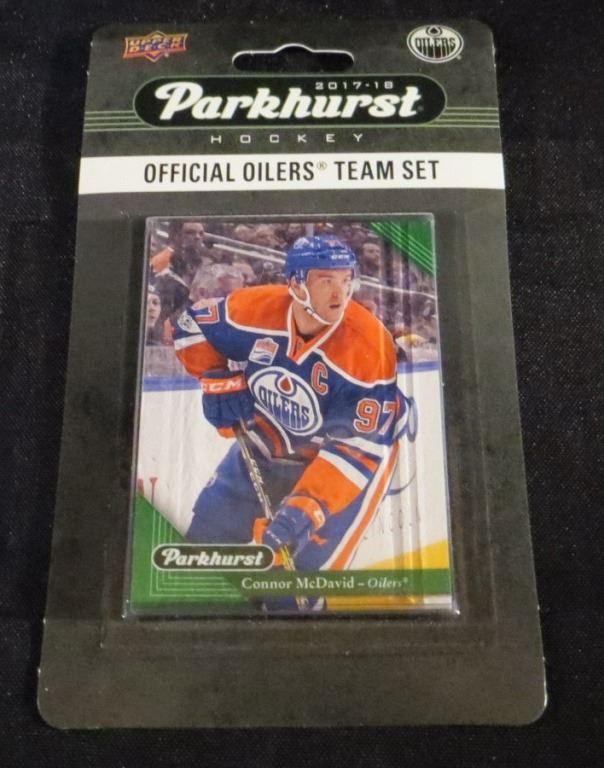 UPPER DECK
OILERS
2017-18
Parkhurst
HOCKEY
OFFICIAL OILERS® TEAM SET
97
CCM
C
OILERS
97
CCM
Parkhurst
Connor McDavid – Oilers®